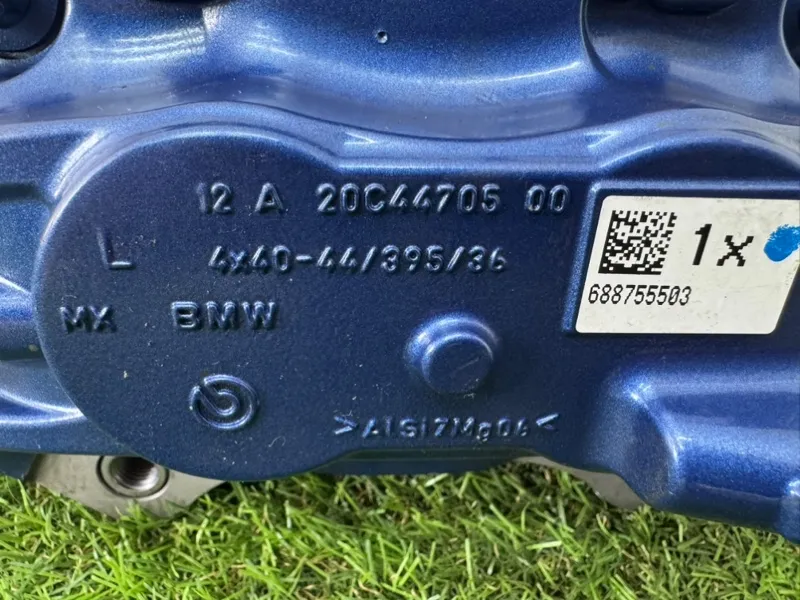 12 A 20C44705 00
L 4x40-44/395/36
MX BMW
>AlSi7Mg06<
1x
688755503